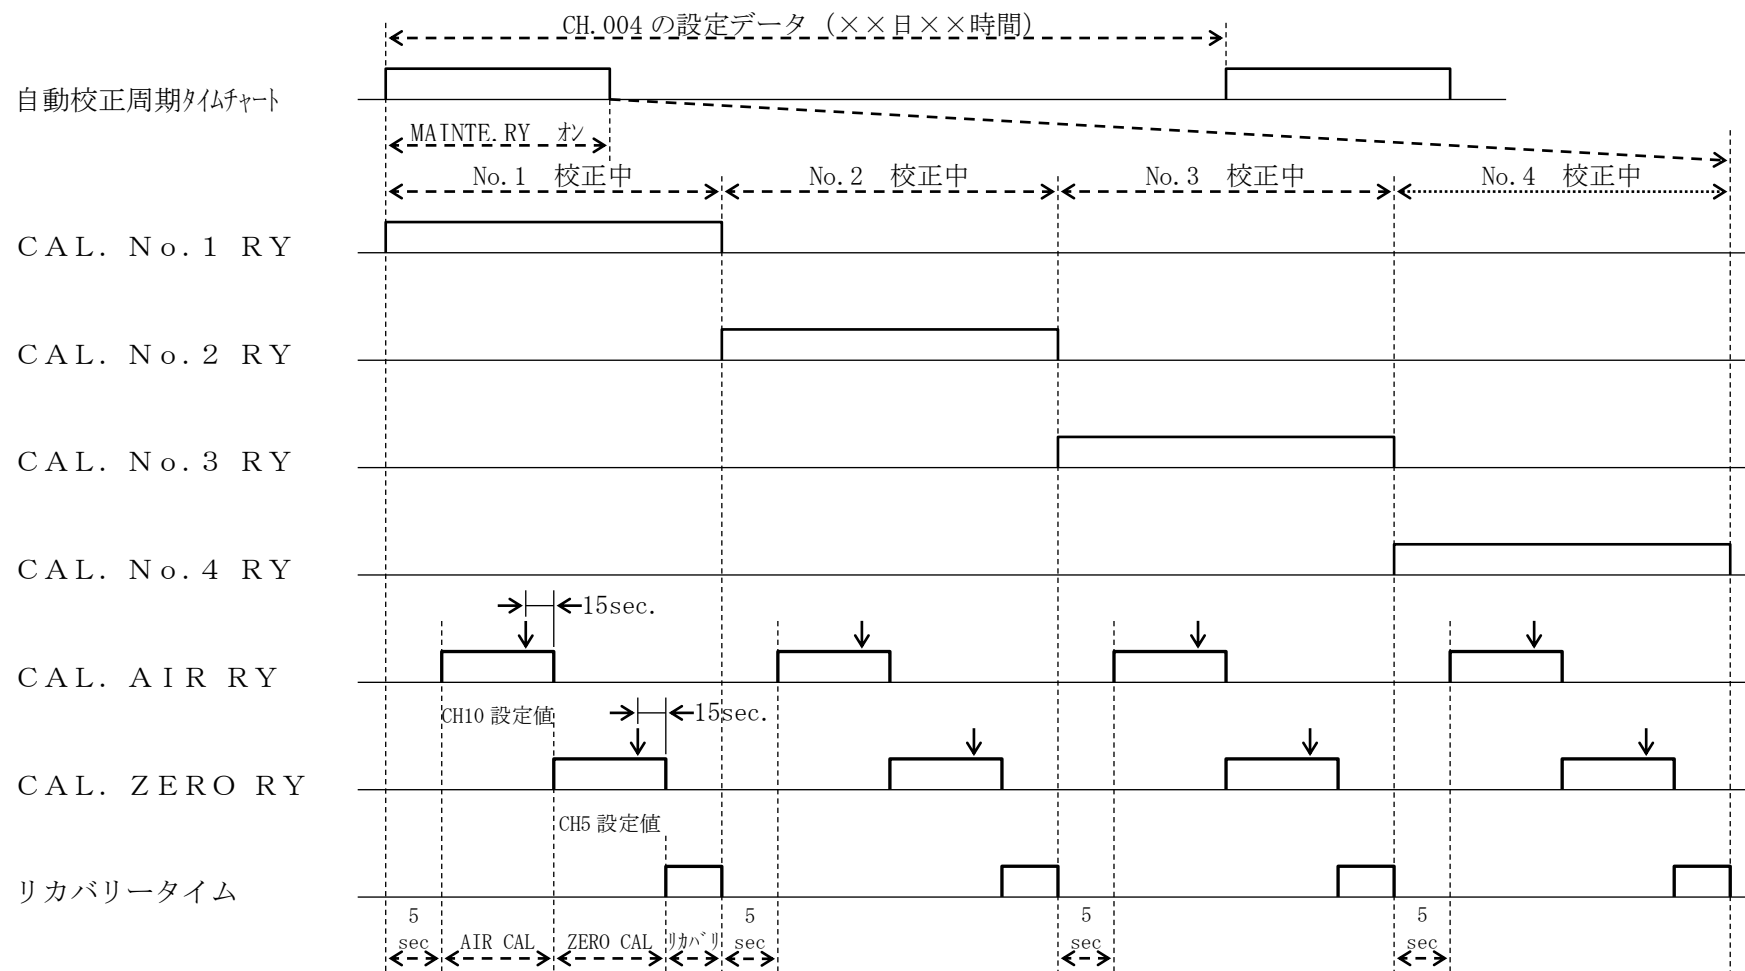 CH.004 の設定データ (××日××時間)
自動校正周期ﾀｲﾑﾁｬｰﾄ
MAINTE.RY ｵﾝ
No.1 校正中 No.2 校正中 No.3 校正中 No.4 校正中
ＣＡＬ．Ｎｏ．１ ＲＹ
ＣＡＬ．Ｎｏ．２ ＲＹ
ＣＡＬ．Ｎｏ．３ ＲＹ
ＣＡＬ．Ｎｏ．４ ＲＹ
15sec.
ＣＡＬ．ＡＩＲ ＲＹ
CH10 設定値 15sec.
ＣＡＬ．ＺＥＲＯ ＲＹ
CH5 設定値
リカバリータイム
5 5 5 5
sec AIR CAL ZERO CAL ﾘｶﾊﾞﾘ sec sec sec